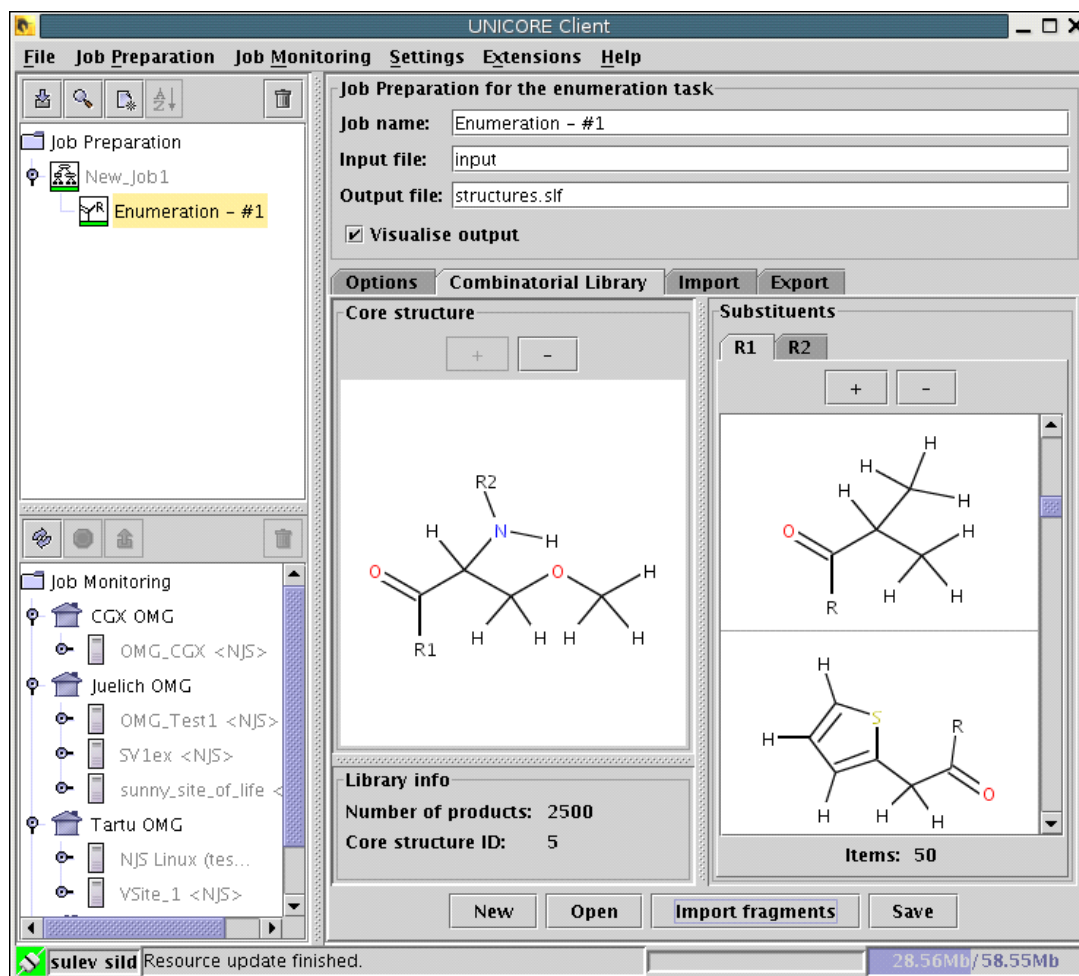 UNICORE Client
File Job Preparation Job Monitoring Settings Extensions Help
Job Preparation
New_Job1
R
Enumeration – #1
Job Preparation for the enumeration task
Job name: Enumeration – #1
Input file: input
Output file: structures.slf
Visualise output
Options Combinatorial Library Import Export
Core structure
+ -
R2
H N H
O O H
R1 H H H H
Library info
Number of products: 2500
Core structure ID: 5
Substituents
R1 R2
+ -
H
H H
H H
O
R H H
H
S R
H
O
H H H
Items: 50
Job Monitoring
CGX OMG
OMG_CGX <NJS>
Juelich OMG
OMG_Test1 <NJS>
SV1ex <NJS>
sunny_site_of_life <
Tartu OMG
NJS Linux (tes...
VSite_1 <NJS>
New Open Import fragments Save
sulev sild Resource update finished. 28.56Mb/58.55Mb